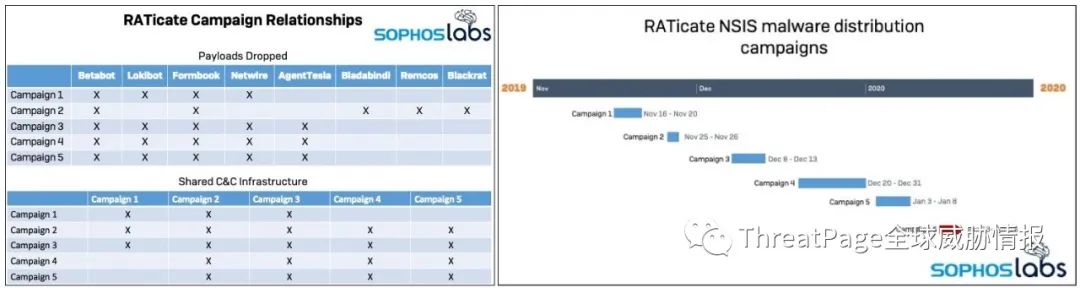 RATicate Campaign Relationships
SOPHOSlabs
Payloads Dropped
Betabot Lokibot Formbook Netwire AgentTesla Bladabindi Remcos Blackrat
Campaign 1 X X X X
Campaign 2 X X X X X
Campaign 3 X X X X X
Campaign 4 X X X X X
Campaign 5 X X X X X
Shared C&C Infrastructure
Campaign 1 Campaign 2 Campaign 3 Campaign 4 Campaign 5
Campaign 1 X X X
Campaign 2 X X X X X
Campaign 3 X X X X X
Campaign 4 X X X X
Campaign 5 X X X X
RATicate NSIS malware distribution
campaigns
2019 Nov Dec 2020 2020
Campaign 1 Nov 16 - Nov 20
Campaign 2 Nov 25 - Nov 26
Campaign 3 Dec 8 - Dec 13
Campaign 4 Dec 20 - Dec 31
Campaign 5 Jan 3 - Jan 8
ThreatPage全球威胁情报
SOPHOSlabs